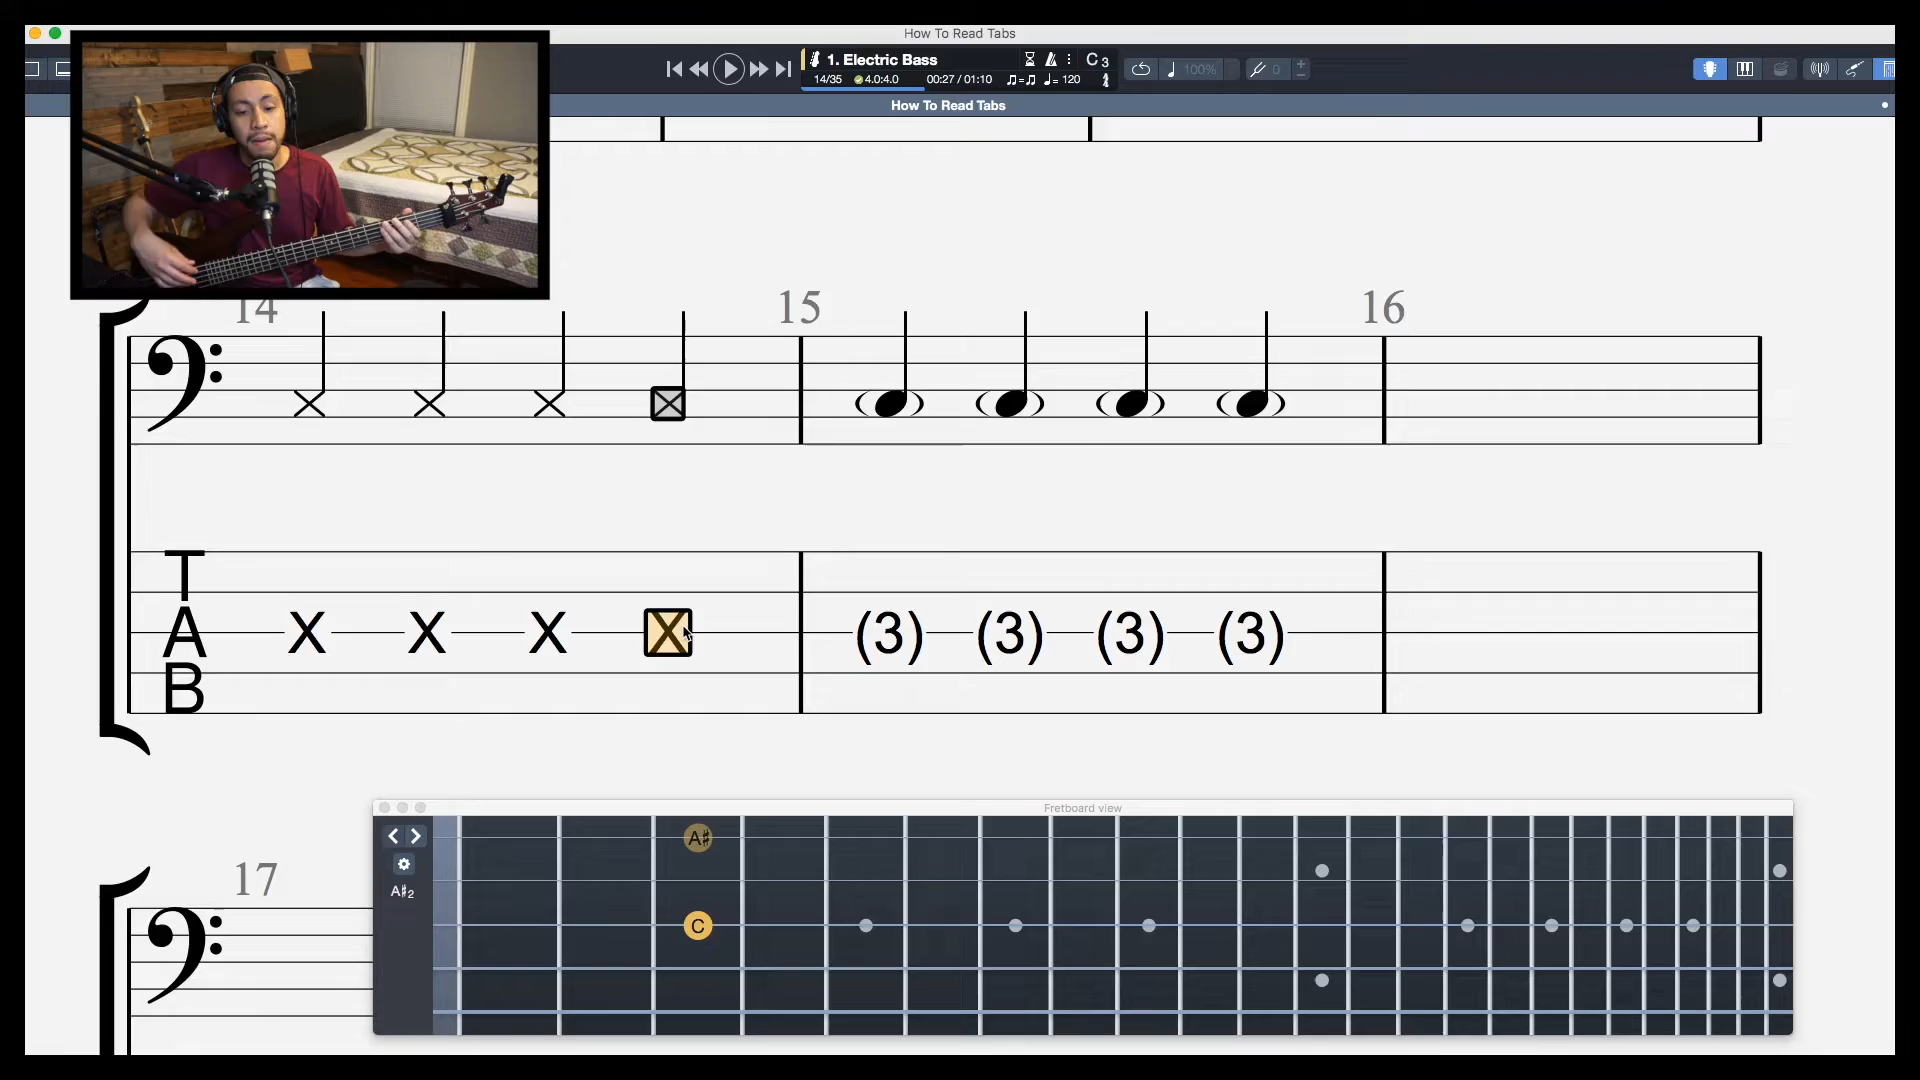 How To Read Tabs
1. Electric Bass
C 3
14/35 4.0:4.0 00:27 / 01:10 ♫=♫ ♩= 120
100%
0
How To Read Tabs
14 15 16
T
A
B
X X X X (3) (3) (3) (3)
17
Fretboard view
A♯
A♯2
C